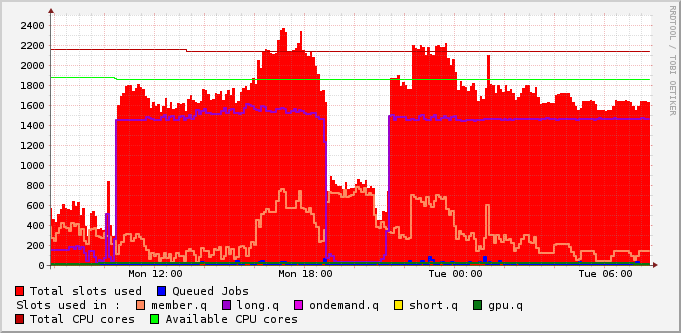 RRDTOOL / TOBI OETIKER
2400
2200
2000
1800
1600
1400
1200
1000
800
600
400
200
0
Mon 12:00 Mon 18:00 Tue 00:00 Tue 06:00
Total slots used Queued Jobs
Slots used in : member.q long.q ondemand.q short.q gpu.q
Total CPU cores Available CPU cores